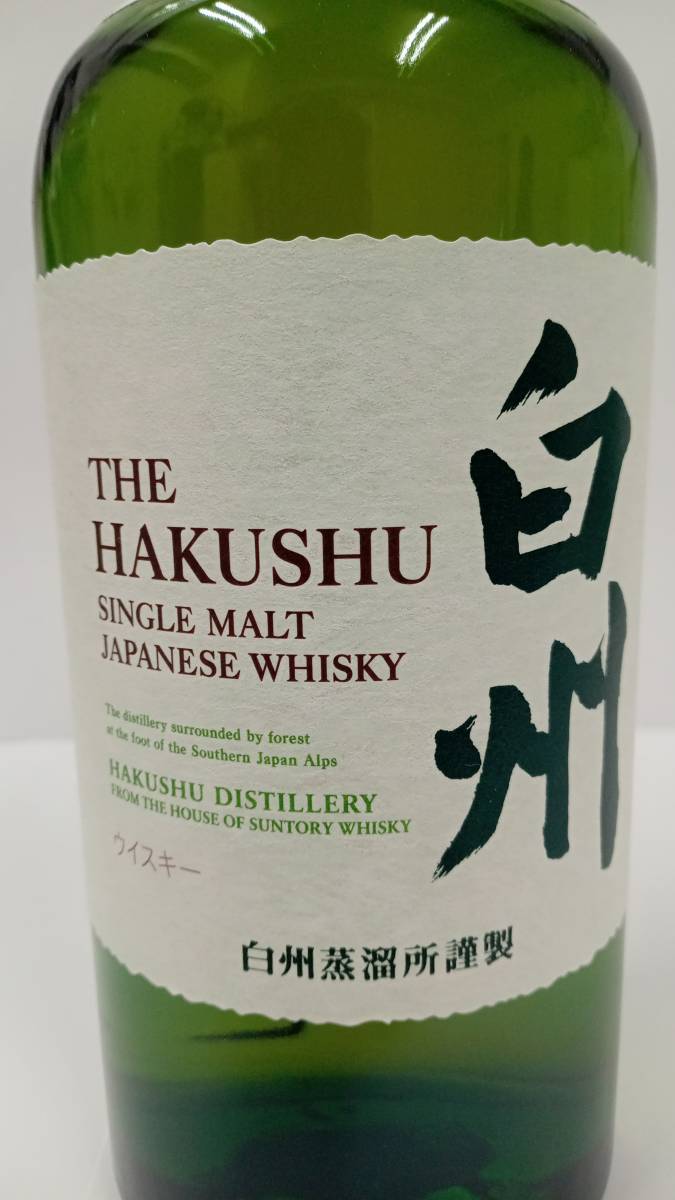 THE
HAKUSHU
SINGLE MALT
JAPANESE WHISKY
The distillery surrounded by forest
at the foot of the Southern Japan Alps
HAKUSHU DISTILLERY
FROM THE HOUSE OF SUNTORY WHISKY
ウイスキー
白州
白州蒸溜所謹製